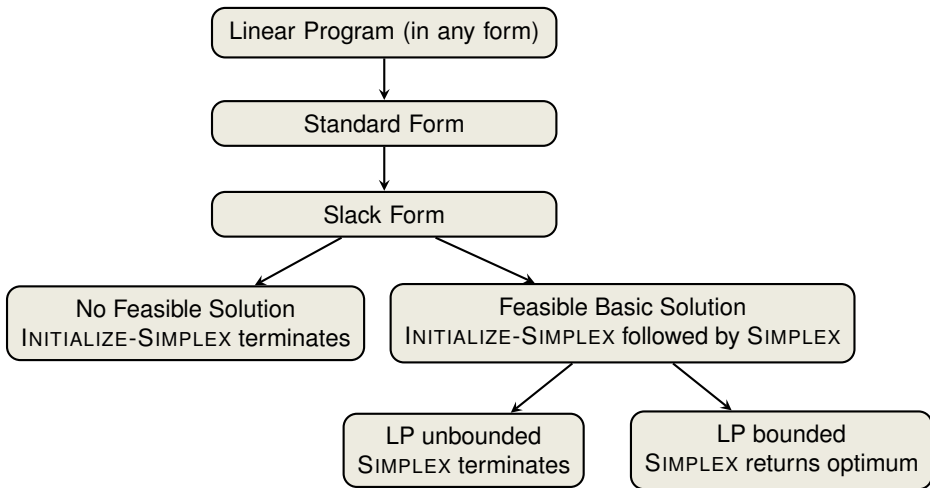 Linear Program (in any form)
Standard Form
Slack Form
No Feasible Solution
INITIALIZE-SIMPLEX terminates
Feasible Basic Solution
INITIALIZE-SIMPLEX followed by SIMPLEX
LP unbounded
SIMPLEX terminates
LP bounded
SIMPLEX returns optimum